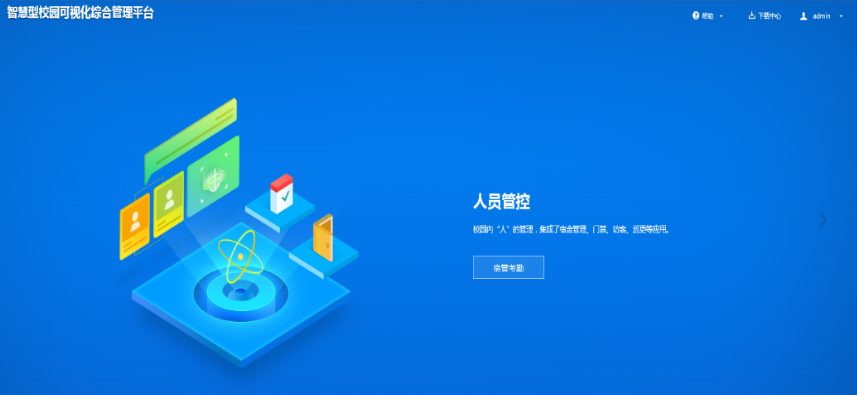 智慧型校园可视化综合管理平台
帮助
下载中心
admin
人员管控
校园内“人”的管理，集成了宿舍管理、门禁、访客、巡更等应用。
宿管考勤